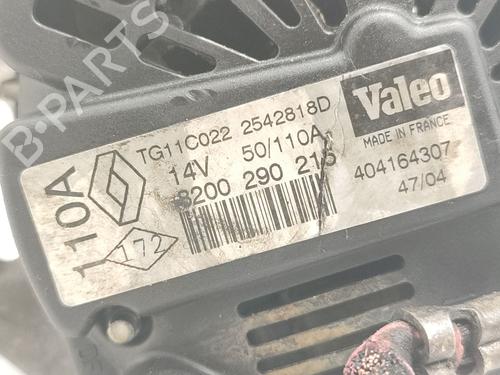 B-PARTS
Valeo
TG11C022 2542818D
MADE IN FRANCE
14V 50/110A
404164307
8200 290 215
47/04
110A
172